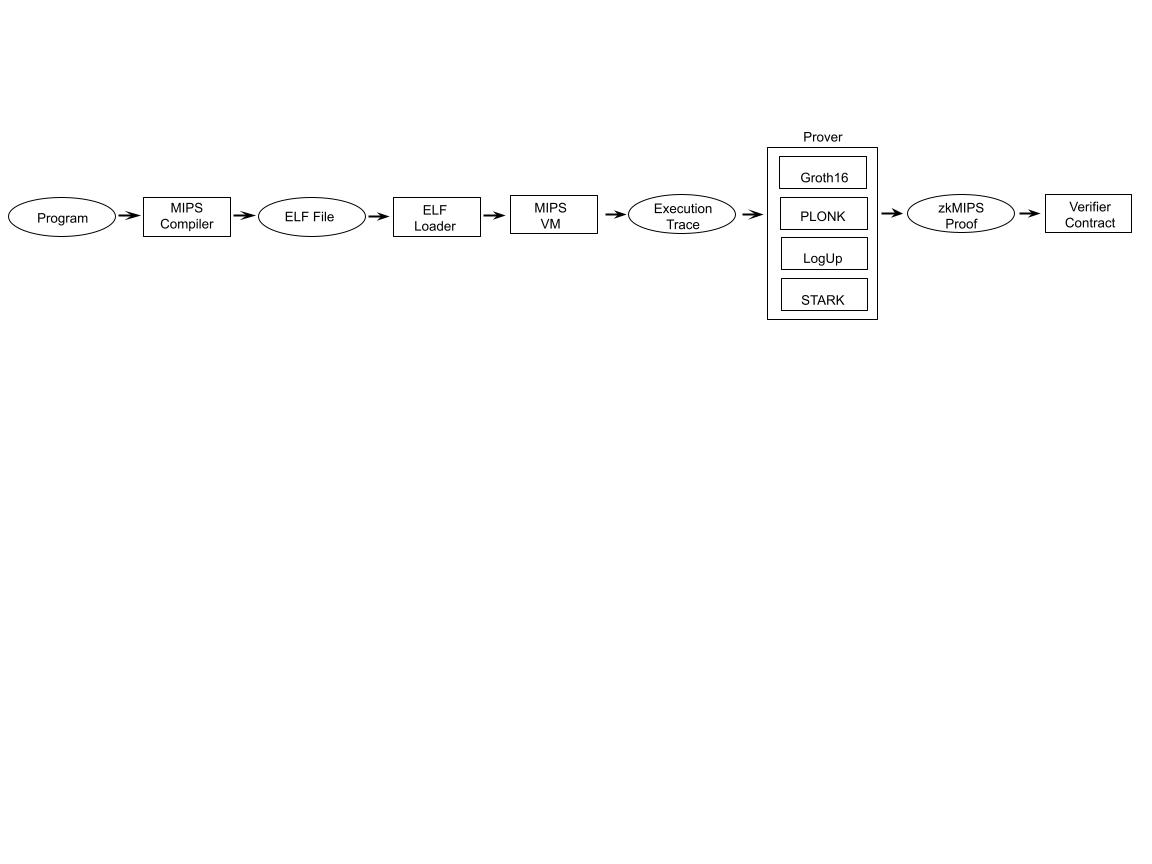 Prover
Groth16
Program
MIPS
Compiler
ELF File
ELF
Loader
MIPS
VM
Execution
Trace
PLONK
LogUp
STARK
zkMIPS
Proof
Verifier
Contract